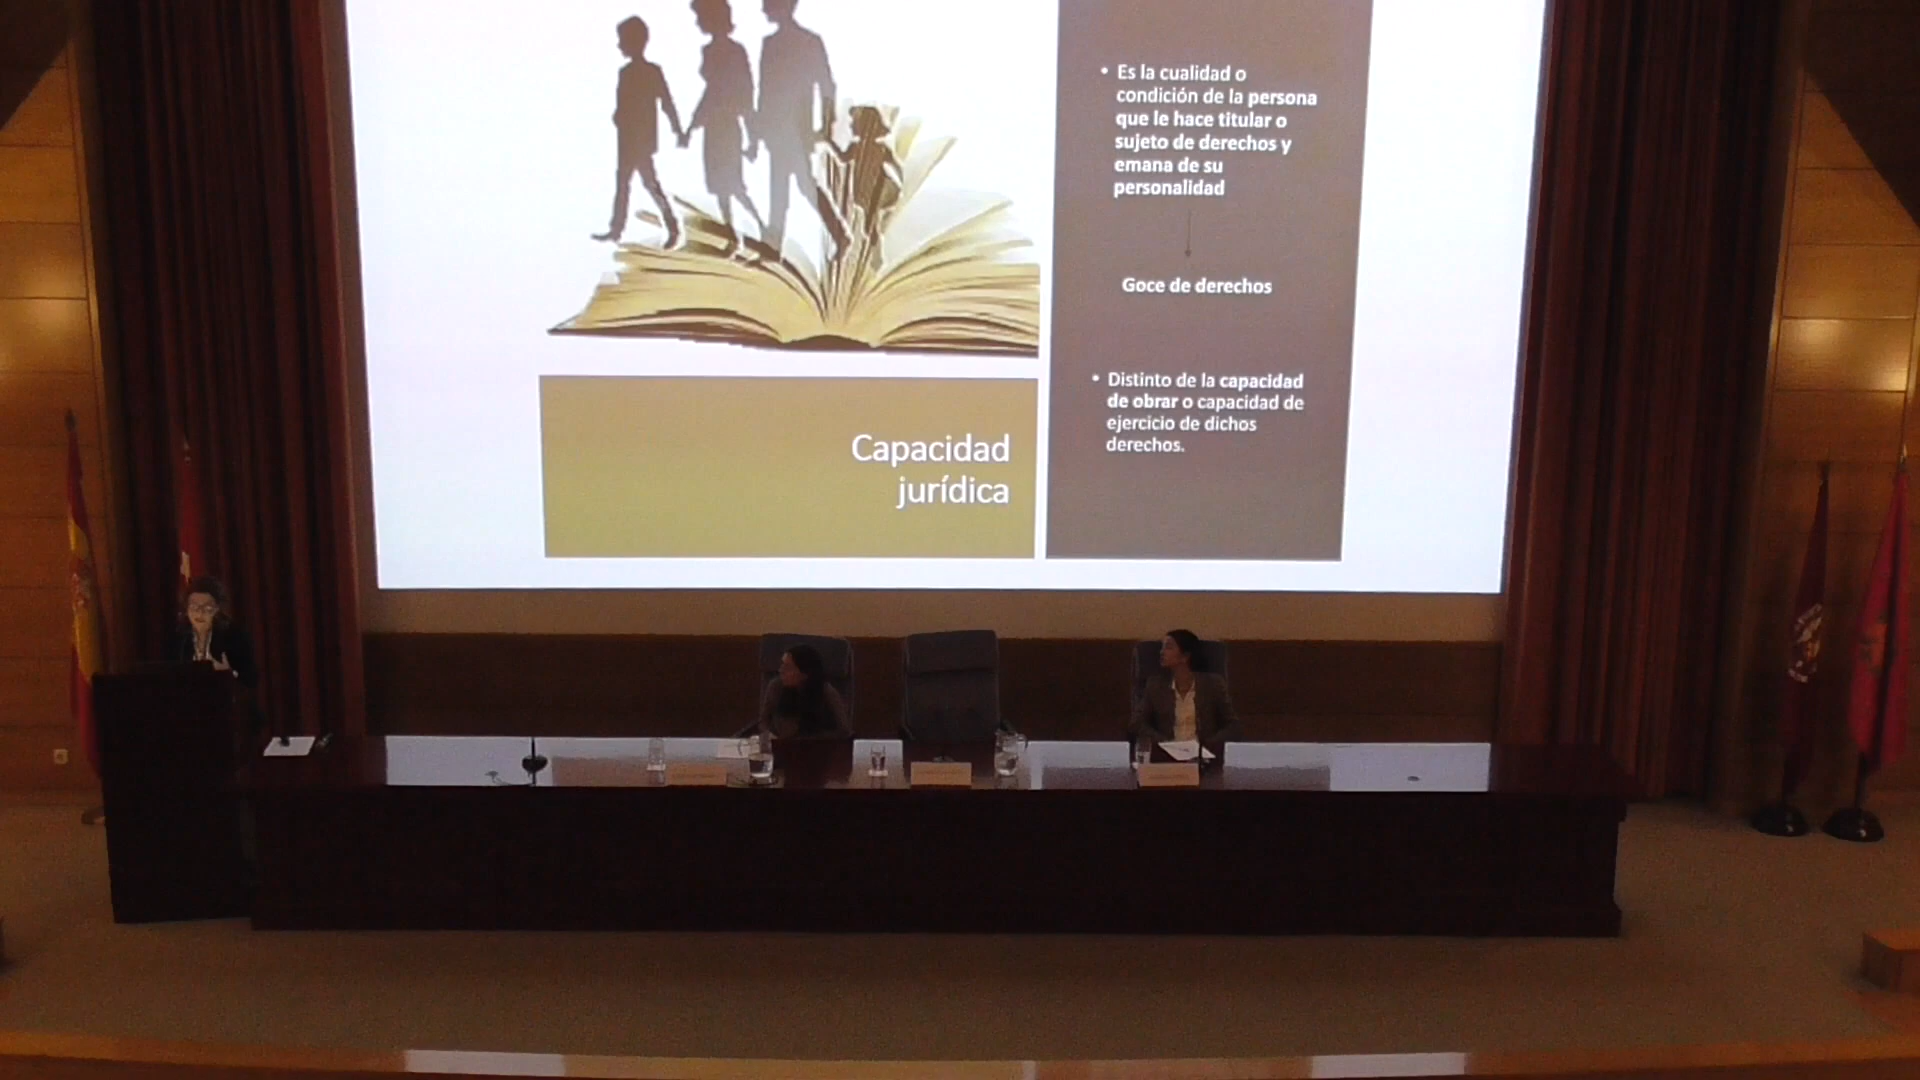 • Es la cualidad o
condición de la persona
que le hace titular o
sujeto de derechos y
emana de su
personalidad
Goce de derechos
• Distinto de la capacidad
de obrar o capacidad de
ejercicio de dichos
derechos.
Capacidad
jurídica